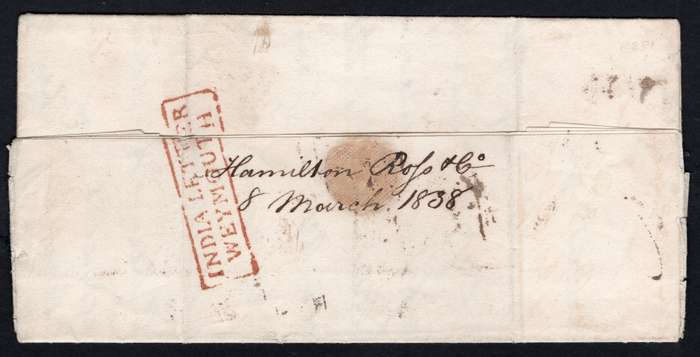 INDIA LETTER
WEYMOUTH
Hamilton Roſs & Co
8 March 1838